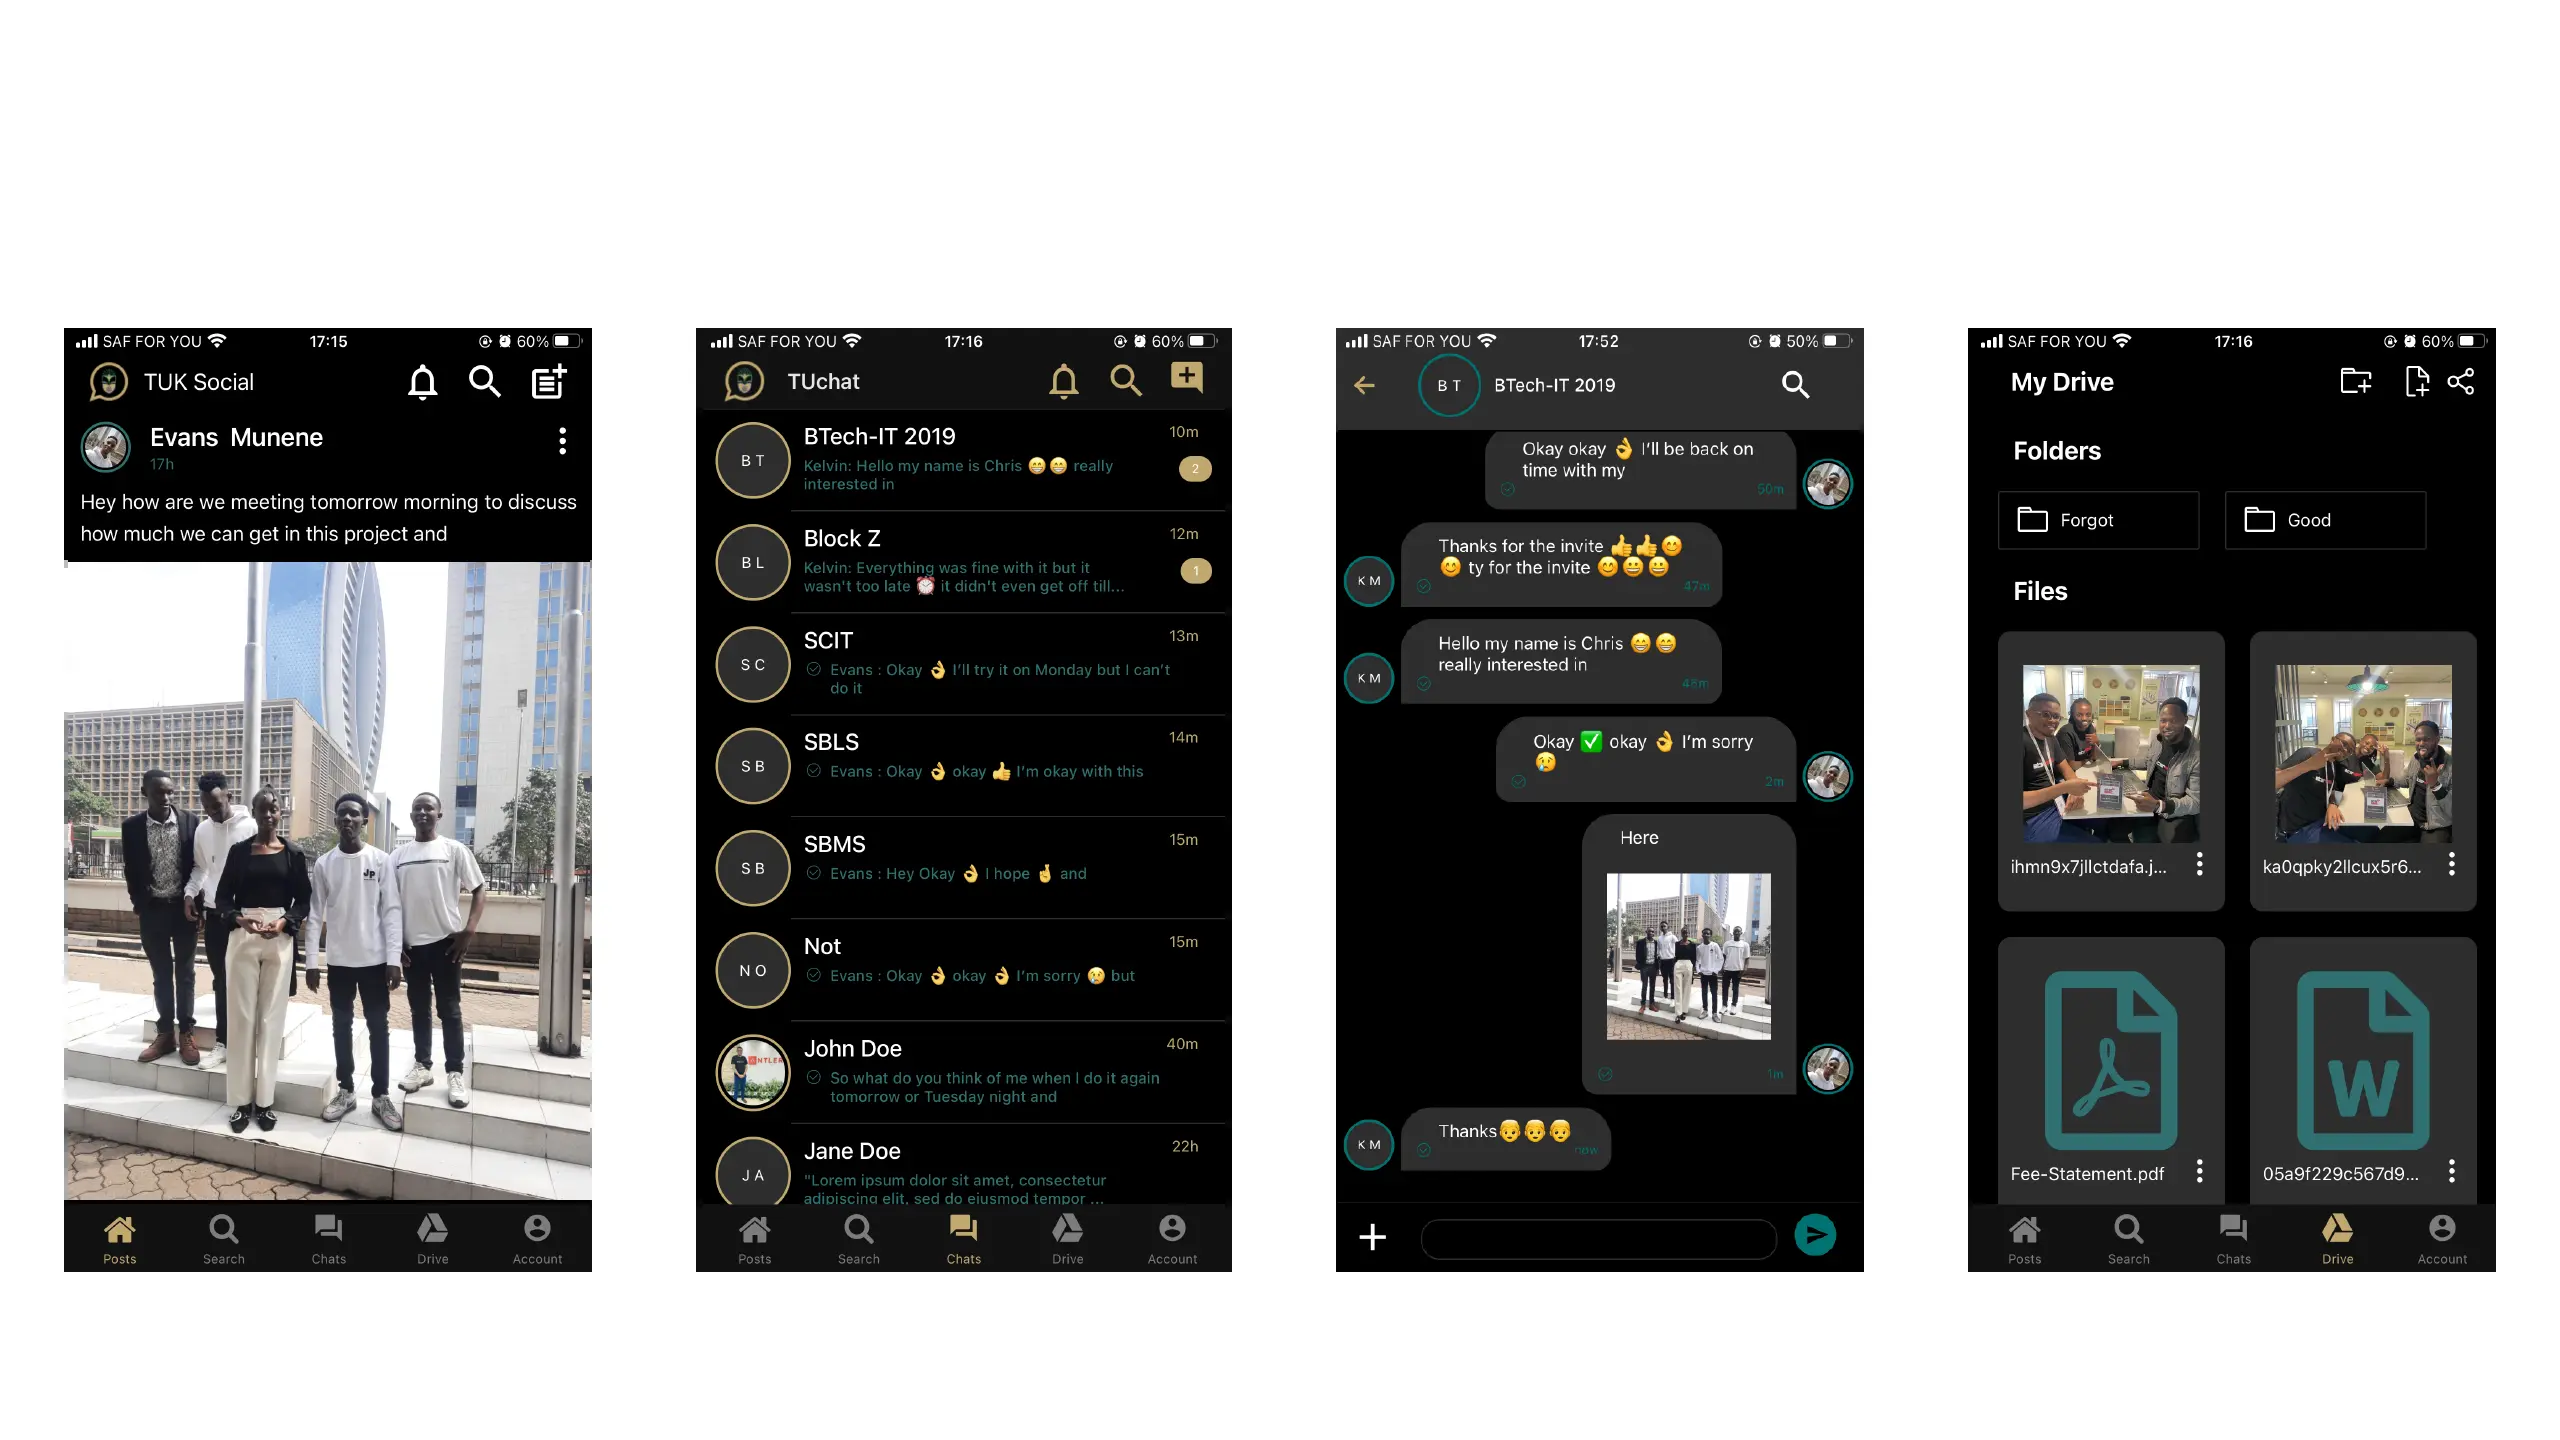 SAF FOR YOU 17:15 60%
TUK Social
Evans Munene
17h
Hey how are we meeting tomorrow morning to discuss
how much we can get in this project and
Jp
Posts Search Chats Drive Account
SAF FOR YOU 17:16 60%
TUchat
B T
BTech-IT 2019
10m
Kelvin: Hello my name is Chris 😁😁 really
interested in
2
B L
Block Z
12m
Kelvin: Everything was fine with it but it
wasn't too late ⏰ it didn't even get off till...
1
S C
SCIT
13m
Evans : Okay 👌 I'll try it on Monday but I can't
do it
S B
SBLS
14m
Evans : Okay 👌 okay 👍 I'm okay with this
S B
SBMS
15m
Evans : Hey Okay 👌 I hope 🤞 and
N O
Not
15m
Evans : Okay 👌 okay 👌 I'm sorry 😢 but
NTLER
John Doe
40m
So what do you think of me when I do it again
tomorrow or Tuesday night and
J A
Jane Doe
22h
"Lorem ipsum dolor sit amet, consectetur
adipiscing elit, sed do eiusmod tempor ...
Posts Search Chats Drive Account
SAF FOR YOU 17:52 50%
B T
BTech-IT 2019
Okay okay 👌 I'll be back on
time with my
50m
K M
Thanks for the invite 👍👍😊
😊 ty for the invite 😊😀😀
47m
K M
Hello my name is Chris 😁😁
really interested in
46m
Okay ✅ okay 👌 I'm sorry
😢
2m
Here
1m
K M
Thanks👴👴👴
now
SAF FOR YOU 17:16 60%
My Drive
Folders
Forgot Good
Files
ihmn9x7jllctdafa.j... ka0qpky2llcux5r6...
W
Fee-Statement.pdf 05a9f229c567d9...
Posts Search Chats Drive Account